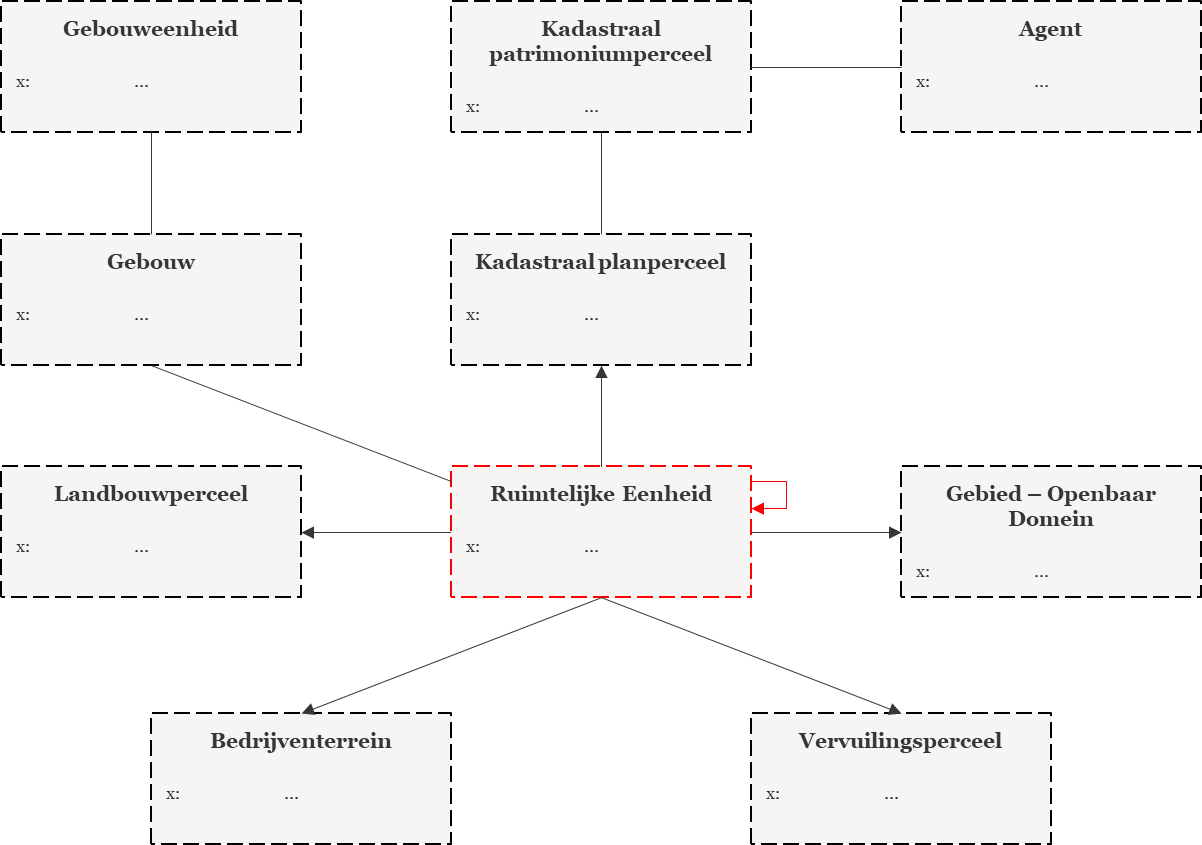 Gebouweenheid
x: ...
Kadastraal
patrimoniumperceel
x: ...
Agent
x: ...
Gebouw
x: ...
Kadastraal planperceel
x: ...
Landbouwperceel
x: ...
Ruimtelijke Eenheid
x: ...
Gebied – Openbaar
Domein
x: ...
Bedrijventerrein
x: ...
Vervuilingsperceel
x: ...